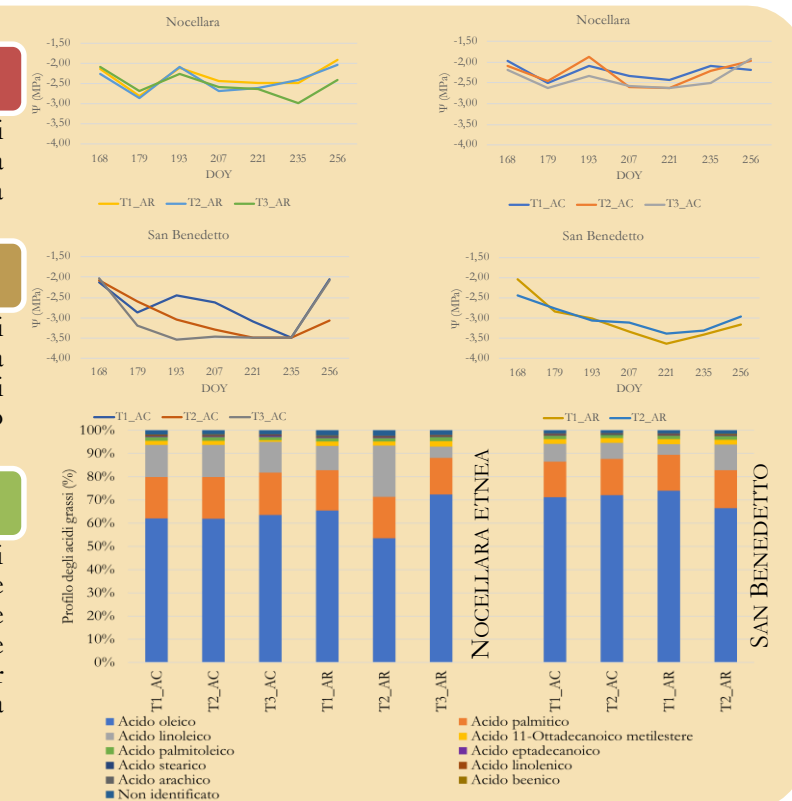 Nocellara
-1,50
-2,00
-2,50
-3,00
-3,50
-4,00
Ψ (MPa)
168 179 193 207 221 235 256
DOY
T1_AR T2_AR T3_AR
Nocellara
-1,50
-2,00
-2,50
-3,00
-3,50
-4,00
Ψ (MPa)
168 179 193 207 221 235 256
DOY
T1_AC T2_AC T3_AC
San Benedetto
-1,50
-2,00
-2,50
-3,00
-3,50
-4,00
Ψ (MPa)
168 179 193 207 221 235 256
DOY
T1_AC T2_AC T3_AC
San Benedetto
-1,50
-2,00
-2,50
-3,00
-3,50
-4,00
Ψ (MPa)
168 179 193 207 221 235 256
DOY
T1_AR T2_AR
100%
90%
80%
70%
60%
50%
40%
30%
20%
10%
0%
Profilo degli acidi grassi (%)
T1_AC T2_AC T3_AC T1_AR T2_AR T3_AR
NOCELLARA ETNEA
T1_AC T2_AC T1_AR T2_AR
SAN BENEDETTO
Acido oleico Acido palmitico
Acido linoleico Acido 11-Ottadecanoico metilestere
Acido palmitoleico Acido eptadecanoico
Acido stearico Acido linolenico
Acido arachico Acido beenico
Non identificato